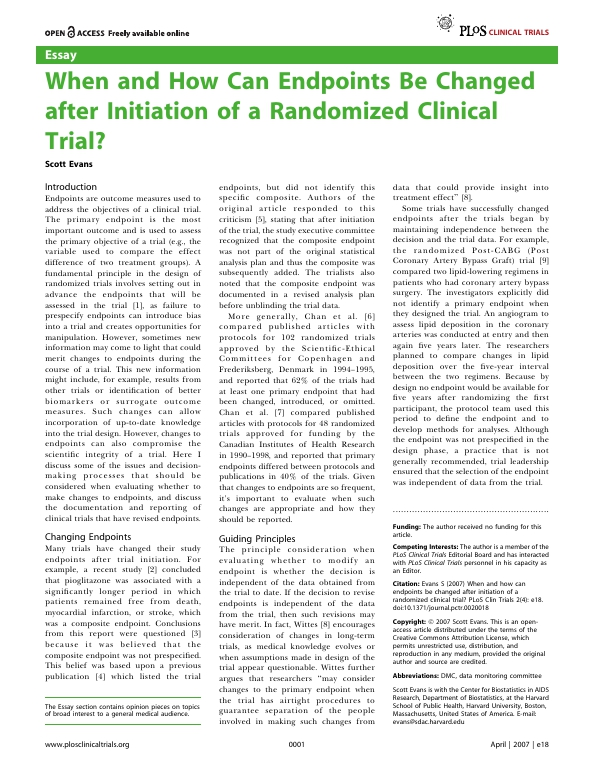 OPEN ACCESS Freely available online
PLoS CLINICAL TRIALS
Essay
When and How Can Endpoints Be Changed
after Initiation of a Randomized Clinical
Trial?
Scott Evans
Introduction
Endpoints are outcome measures used to
address the objectives of a clinical trial.
The primary endpoint is the most
important outcome and is used to assess
the primary objective of a trial (e.g., the
variable used to compare the effect
difference of two treatment groups). A
fundamental principle in the design of
randomized trials involves setting out in
advance the endpoints that will be
assessed in the trial [1], as failure to
prespecify endpoints can introduce bias
into a trial and creates opportunities for
manipulation. However, sometimes new
information may come to light that could
merit changes to endpoints during the
course of a trial. This new information
might include, for example, results from
other trials or identification of better
biomarkers or surrogate outcome
measures. Such changes can allow
incorporation of up-to-date knowledge
into the trial design. However, changes to
endpoints can also compromise the
scientific integrity of a trial. Here I
discuss some of the issues and decision-
making processes that should be
considered when evaluating whether to
make changes to endpoints, and discuss
the documentation and reporting of
clinical trials that have revised endpoints.
Changing Endpoints
Many trials have changed their study
endpoints after trial initiation. For
example, a recent study [2] concluded
that pioglitazone was associated with a
significantly longer period in which
patients remained free from death,
myocardial infarction, or stroke, which
was a composite endpoint. Conclusions
from this report were questioned [3]
because it was believed that the
composite endpoint was not prespecified.
This belief was based upon a previous
publication [4] which listed the trial
The Essay section contains opinion pieces on topics
of broad interest to a general medical audience.
endpoints, but did not identify this
specific composite. Authors of the
original article responded to this
criticism [5], stating that after initiation
of the trial, the study executive committee
recognized that the composite endpoint
was not part of the original statistical
analysis plan and thus the composite was
subsequently added. The trialists also
noted that the composite endpoint was
documented in a revised analysis plan
before unblinding the trial data.
More generally, Chan et al. [6]
compared published articles with
protocols for 102 randomized trials
approved by the Scientific-Ethical
Committees for Copenhagen and
Frederiksberg, Denmark in 1994–1995,
and reported that 62% of the trials had
at least one primary endpoint that had
been changed, introduced, or omitted.
Chan et al. [7] compared published
articles with protocols for 48 randomized
trials approved for funding by the
Canadian Institutes of Health Research
in 1990–1998, and reported that primary
endpoints differed between protocols and
publications in 40% of the trials. Given
that changes to endpoints are so frequent,
it's important to evaluate when such
changes are appropriate and how they
should be reported.
Guiding Principles
The principle consideration when
evaluating whether to modify an
endpoint is whether the decision is
independent of the data obtained from
the trial to date. If the decision to revise
endpoints is independent of the data
from the trial, then such revisions may
have merit. In fact, Wittes [8] encourages
consideration of changes in long-term
trials, as medical knowledge evolves or
when assumptions made in design of the
trial appear questionable. Wittes further
argues that researchers “may consider
changes to the primary endpoint when
the trial has airtight procedures to
guarantee separation of the people
involved in making such changes from
data that could provide insight into
treatment effect” [8].
Some trials have successfully changed
endpoints after the trials began by
maintaining independence between the
decision and the trial data. For example,
the randomized Post-CABG (Post
Coronary Artery Bypass Graft) trial [9]
compared two lipid-lowering regimens in
patients who had coronary artery bypass
surgery. The investigators explicitly did
not identify a primary endpoint when
they designed the trial. An angiogram to
assess lipid deposition in the coronary
arteries was conducted at entry and then
again five years later. The researchers
planned to compare changes in lipid
deposition over the five-year interval
between the two regimens. Because by
design no endpoint would be available for
five years after randomizing the first
participant, the protocol team used this
period to define the endpoint and to
develop methods for analyses. Although
the endpoint was not prespecified in the
design phase, a practice that is not
generally recommended, trial leadership
ensured that the selection of the endpoint
was independent of data from the trial.
Funding: The author received no funding for this
article.
Competing Interests: The author is a member of the
PLoS Clinical Trials Editorial Board and has interacted
with PLoS Clinical Trials personnel in his capacity as
an Editor.
Citation: Evans S (2007) When and how can
endpoints be changed after initiation of a
randomized clinical trial? PLoS Clin Trials 2(4): e18.
doi:10.1371/journal.pctr.0020018
Copyright: © 2007 Scott Evans. This is an open-
access article distributed under the terms of the
Creative Commons Attribution License, which
permits unrestricted use, distribution, and
reproduction in any medium, provided the original
author and source are credited.
Abbreviations: DMC, data monitoring committee
Scott Evans is with the Center for Biostatistics in AIDS
Research, Department of Biostatistics, at the Harvard
School of Public Health, Harvard University, Boston,
Massachusetts, United States of America. E-mail:
evans@sdac.harvard.edu
www.plosclinicaltrials.org
0001
April | 2007 | e18